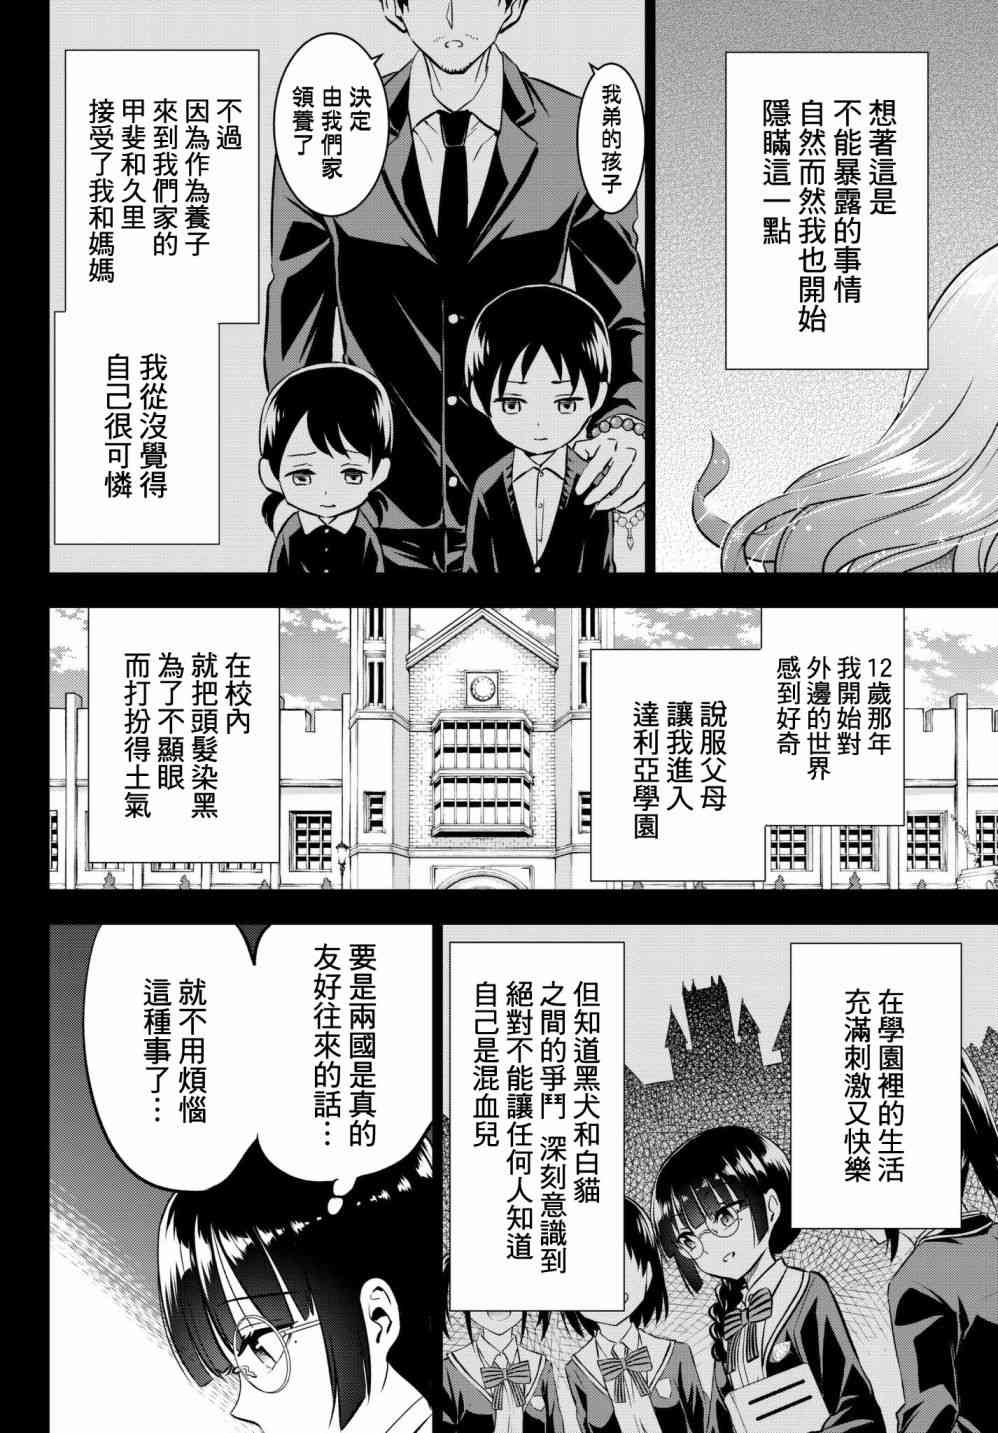 想著這是
不能暴露的事情
自然而然我也開始
隱瞞這一點
我弟的孩子
決定
由我們家
領養了
不過
因為作為養子
來到我們家的
甲斐和久里
接受了我和媽媽
我從沒覺得
自己很可憐
12歲那年
我開始對
外邊的世界
感到好奇
說服父母
讓我進入
達利亞學園
在校內
就把頭髮染黑
為了不顯眼
而打扮得土氣
在學園裡的生活
充滿刺激又快樂
但知道黑犬和白貓
之間的爭鬥 深刻意識到
絕對不能讓任何人知道
自己是混血兒
要是兩國是真的
友好往來的話…
就不用煩惱
這種事了…